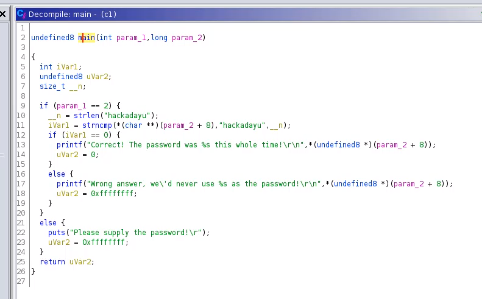 Decompile: main - (c1)
1
2 undefined8 main(int param_1,long param_2)
3
4 {
5 int iVar1;
6 undefined8 uVar2;
7 size_t __n;
8
9 if (param_1 == 2) {
10 __n = strlen("hackadayu");
11 iVar1 = strncmp(*(char **)(param_2 + 8),"hackadayu",__n);
12 if (iVar1 == 0) {
13 printf("Correct! The password was %s this whole time!\r\n",*(undefined8 *)(param_2 + 8));
14 uVar2 = 0;
15 }
16 else {
17 printf("Wrong answer, we\'d never use %s as the password!\r\n",*(undefined8 *)(param_2 + 8));
18 uVar2 = 0xffffffff;
19 }
20 }
21 else {
22 puts("Please supply the password!\r");
23 uVar2 = 0xffffffff;
24 }
25 return uVar2;
26 }
27